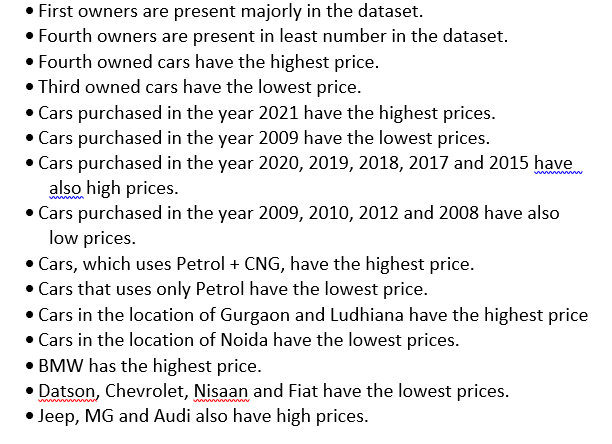 • First owners are present majorly in the dataset.
• Fourth owners are present in least number in the dataset.
• Fourth owned cars have the highest price.
• Third owned cars have the lowest price.
• Cars purchased in the year 2021 have the highest prices.
• Cars purchased in the year 2009 have the lowest prices.
• Cars purchased in the year 2020, 2019, 2018, 2017 and 2015 have
also high prices.
• Cars purchased in the year 2009, 2010, 2012 and 2008 have also
low prices.
• Cars, which uses Petrol + CNG, have the highest price.
• Cars that uses only Petrol have the lowest price.
• Cars in the location of Gurgaon and Ludhiana have the highest price
• Cars in the location of Noida have the lowest prices.
• BMW has the highest price.
• Datson, Chevrolet, Nisaan and Fiat have the lowest prices.
• Jeep, MG and Audi also have high prices.